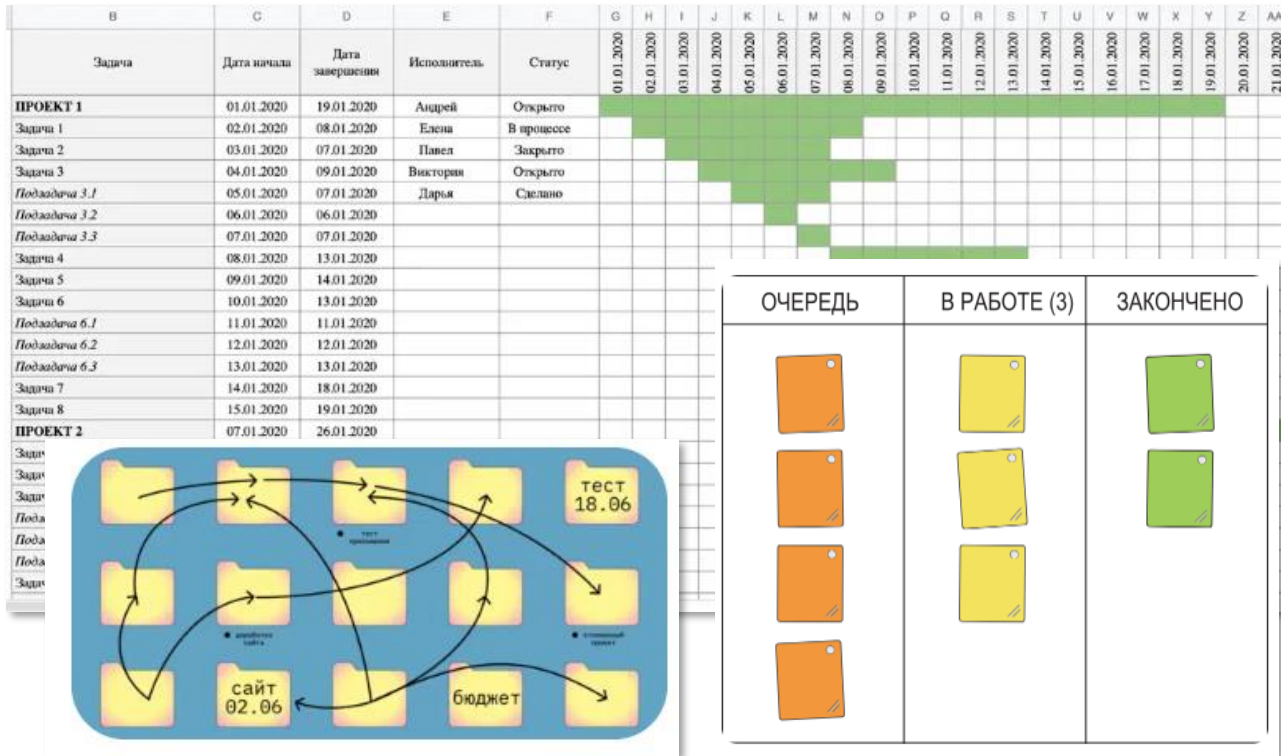 B C D E F G H I J K L M N O P Q R S T U V W X Y Z AA
Задача Дата начала Дата завершения Исполнитель Статус 01.01.2020 02.01.2020 03.01.2020 04.01.2020 05.01.2020 06.01.2020 07.01.2020 08.01.2020 09.01.2020 10.01.2020 11.01.2020 12.01.2020 13.01.2020 14.01.2020 15.01.2020 16.01.2020 17.01.2020 18.01.2020 19.01.2020 20.01.2020 21.01.2020
ПРОЕКТ 1 01.01.2020 19.01.2020 Андрей Открыто
Задача 1 02.01.2020 08.01.2020 Елена В процессе
Задача 2 03.01.2020 07.01.2020 Павел Закрыто
Задача 3 04.01.2020 09.01.2020 Виктория Открыто
Подзадача 3.1 05.01.2020 07.01.2020 Дарья Сделано
Подзадача 3.2 06.01.2020 06.01.2020
Подзадача 3.3 07.01.2020 07.01.2020
Задача 4 08.01.2020 13.01.2020
Задача 5 09.01.2020 14.01.2020
Задача 6 10.01.2020 13.01.2020
Подзадача 6.1 11.01.2020 11.01.2020
Подзадача 6.2 12.01.2020 12.01.2020
Подзадача 6.3 13.01.2020 13.01.2020
Задача 7 14.01.2020 18.01.2020
Задача 8 15.01.2020 19.01.2020
ПРОЕКТ 2 07.01.2020 26.01.2020
ОЧЕРЕДЬ В РАБОТЕ (3) ЗАКОНЧЕНО
тест
18.06
сайт
02.06
бюджет